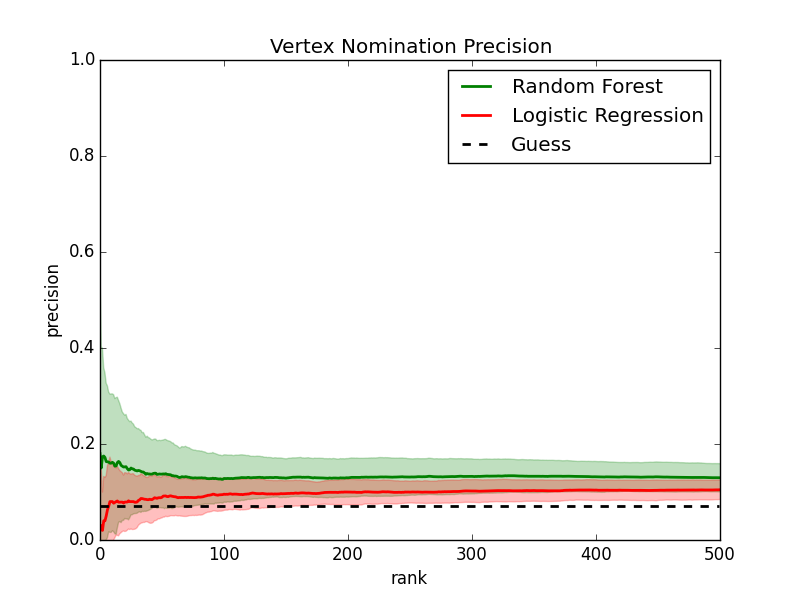 Vertex Nomination Precision
1.0
0.8
0.6
0.4
0.2
0.0
precision
Random Forest
Logistic Regression
Guess
0 100 200 300 400 500
rank